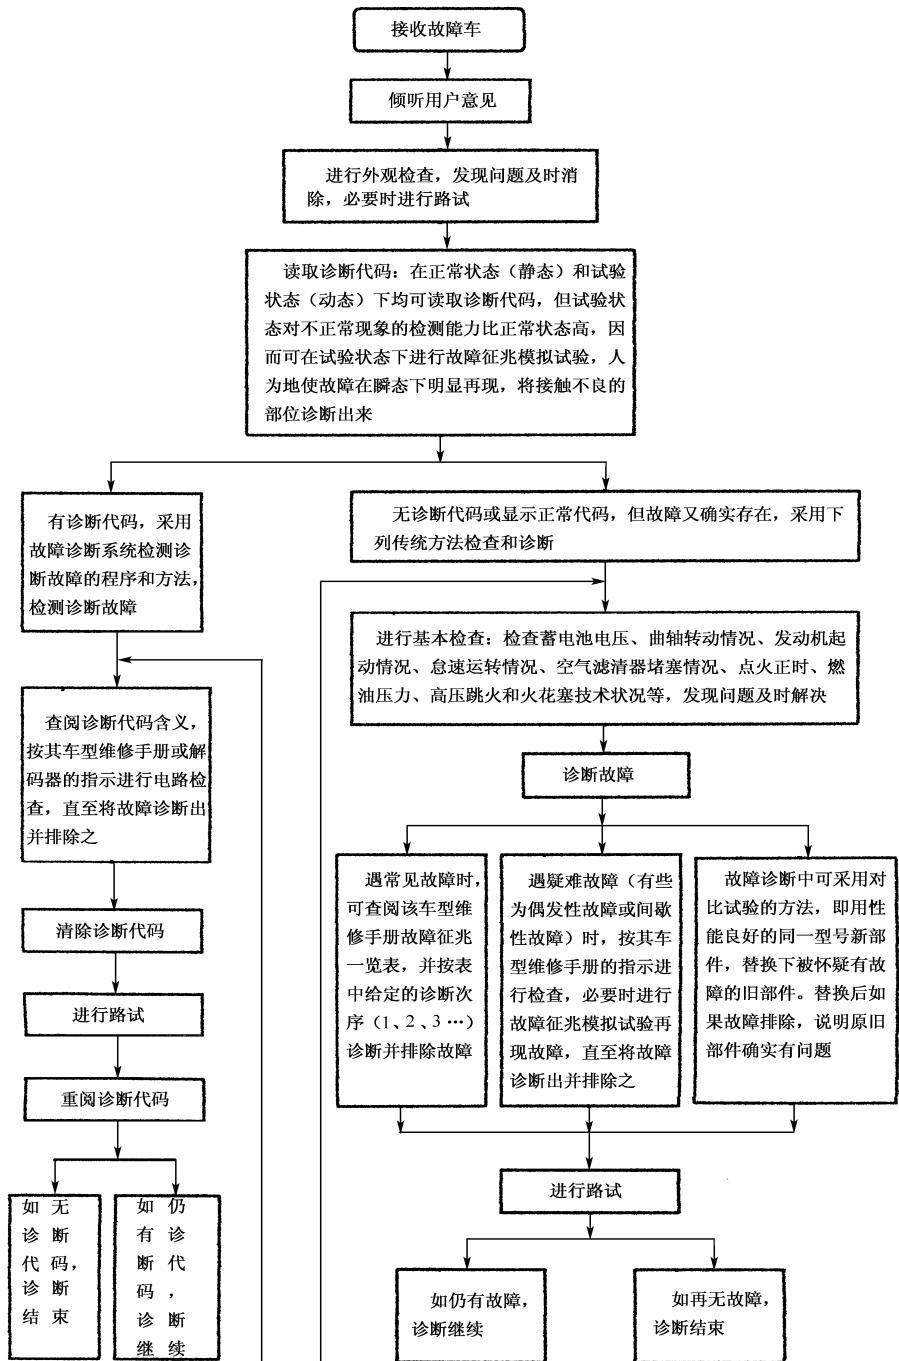 接收故障车
倾听用户意见
进行外观检查，发现问题及时消
除，必要时进行路试
读取诊断代码：在正常状态（静态）和试验
状态（动态）下均可读取诊断代码，但试验状
态对不正常现象的检测能力比正常状态高，因
而可在试验状态下进行故障征兆模拟试验，人
为地使故障在瞬态下明显再现，将接触不良的
部位诊断出来
有诊断代码，采用
故障诊断系统检测诊
断故障的程序和方法，
检测诊断故障
查阅诊断代码含义，
按其车型维修手册或解
码器的指示进行电路检
查，直至将故障诊断出
并排除之
清除诊断代码
进行路试
重阅诊断代码
如无
诊断
代码，
诊断
结束
如仍
有诊
断代
码，
诊断
继续
无诊断代码或显示正常代码，但故障又确实存在，采用下
列传统方法检查和诊断
进行基本检查：检查蓄电池电压、曲轴转动情况、发动机起
动情况、怠速运转情况、空气滤清器堵塞情况、点火正时、燃
油压力、高压跳火和火花塞技术状况等，发现问题及时解决
诊断故障
遇常见故障时，
可查阅该车型维
修手册故障征兆
一览表，并按表
中给定的诊断次
序（1、2、3…）
诊断并排除故障
遇疑难故障（有些
为偶发性故障或间歇
性故障）时，按其车
型维修手册的指示进
行检查，必要时进行
故障征兆模拟试验再
现故障，直至将故障
诊断出并排除之
故障诊断中可采用对
比试验的方法，即用性
能良好的同一型号新部
件，替换下被怀疑有故
障的旧部件。替换后如
果故障排除，说明原旧
部件确实有问题
进行路试
如仍有故障，
诊断继续
如再无故障，
诊断结束